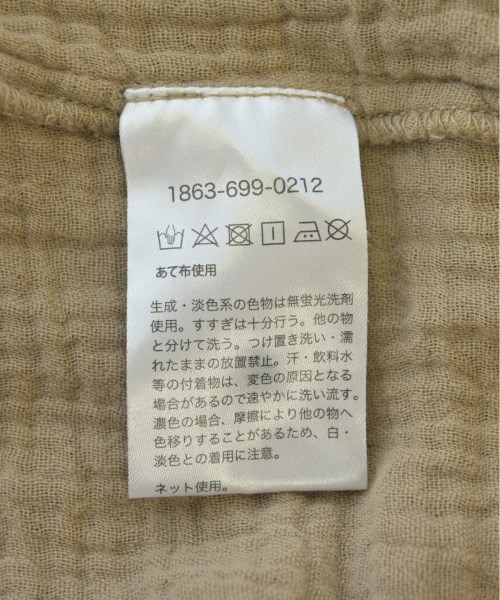 1863-699-0212
あて布使用
生成・淡色系の色物は無蛍光洗剤
使用。すすぎは十分行う。他の物
と分けて洗う。つけ置き洗い・濡
れたままの放置禁止。汗・飲料水
等の付着物は、変色の原因となる
場合があるので速やかに洗い流す。
濃色の場合、摩擦により他の物へ
色移りすることがあるため、白・
淡色との着用に注意。
ネット使用。